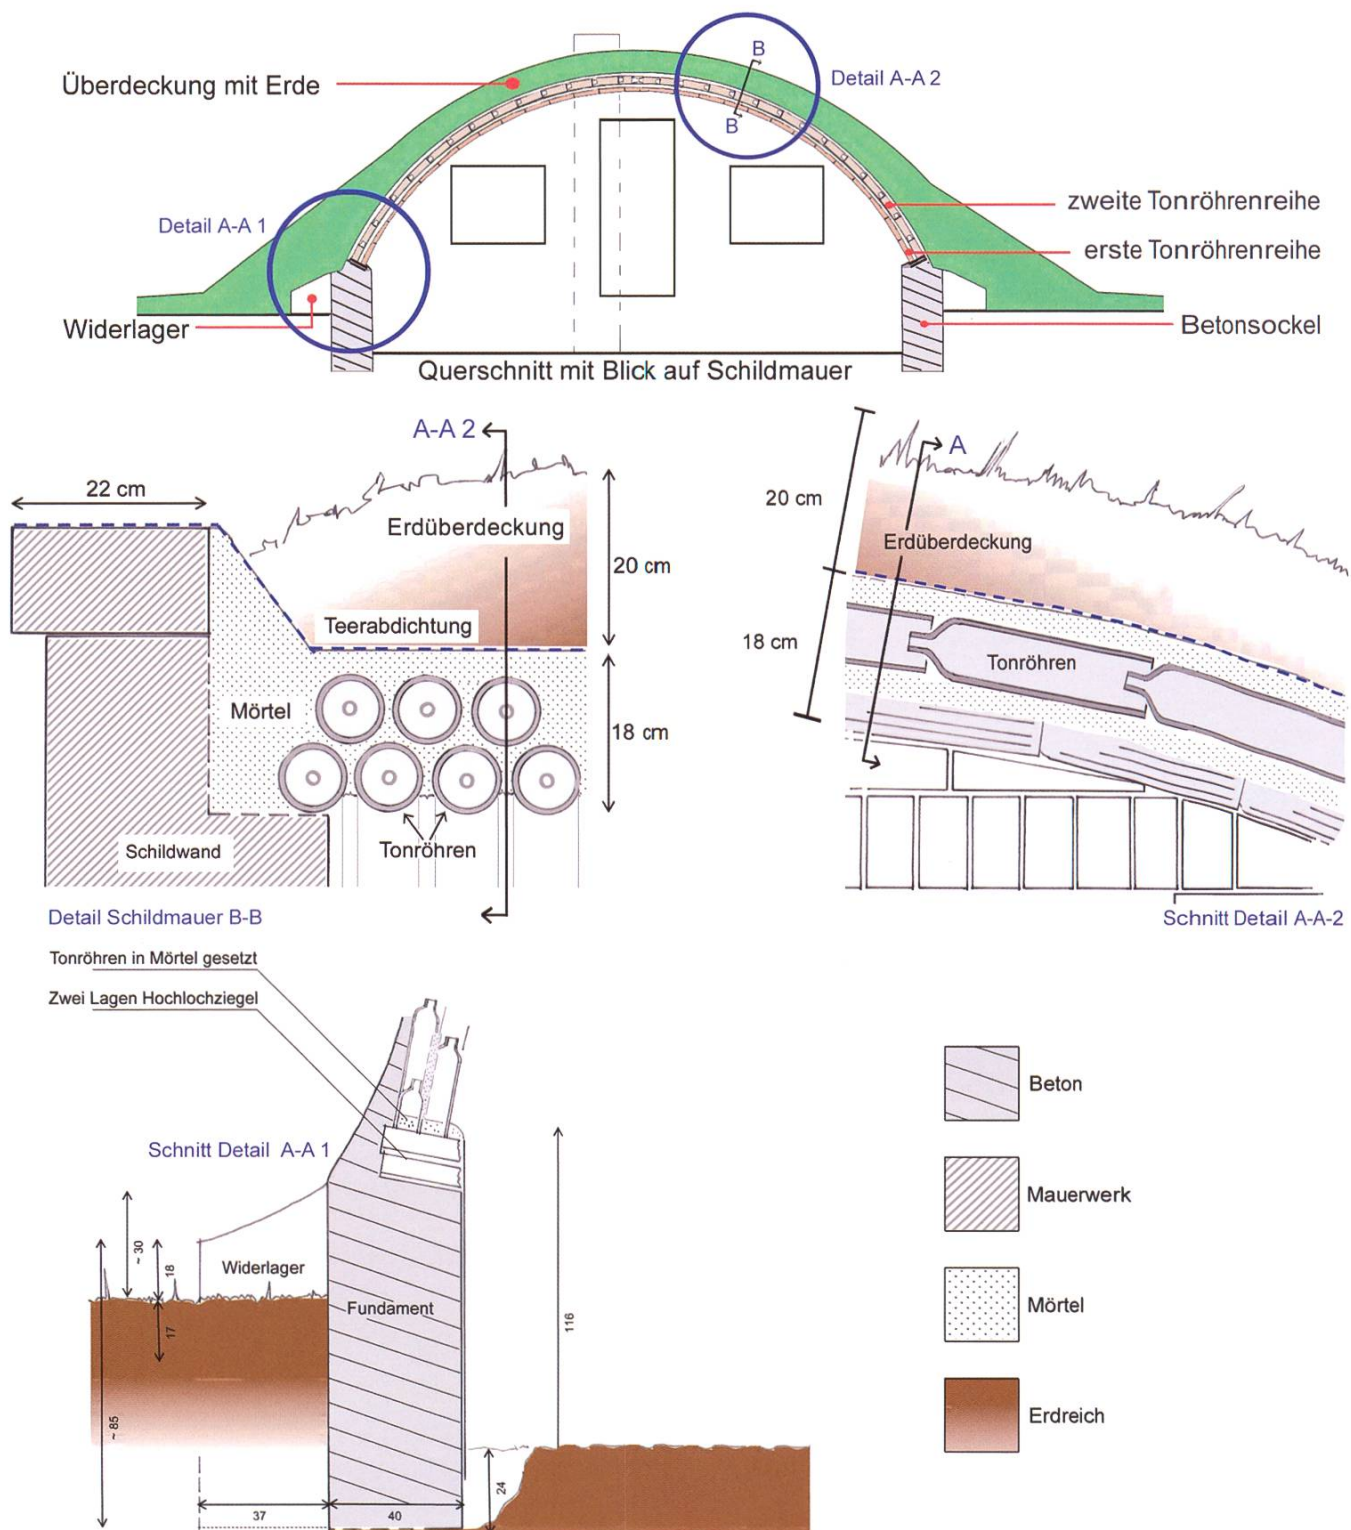 B
Detail A-A 2
Überdeckung mit Erde
B
zweite Tonröhrenreihe
Detail A-A 1
erste Tonröhrenreihe
Widerlager
Betonsockel
Querschnitt mit Blick auf Schildmauer
A-A 2
22 cm
Erdüberdeckung
20 cm
Teerabdichtung
Mörtel
18 cm
Schildwand
Tonröhren
Detail Schildmauer B-B
A
20 cm
Erdüberdeckung
18 cm
Tonröhren
Schnitt Detail A-A-2
Tonröhren in Mörtel gesetzt
Zwei Lagen Hochlochziegel
Schnitt Detail A-A 1
~ 30
18
Widerlager
Fundament
17
116
~ 85
24
37
40
Beton
Mauerwerk
Mörtel
Erdreich